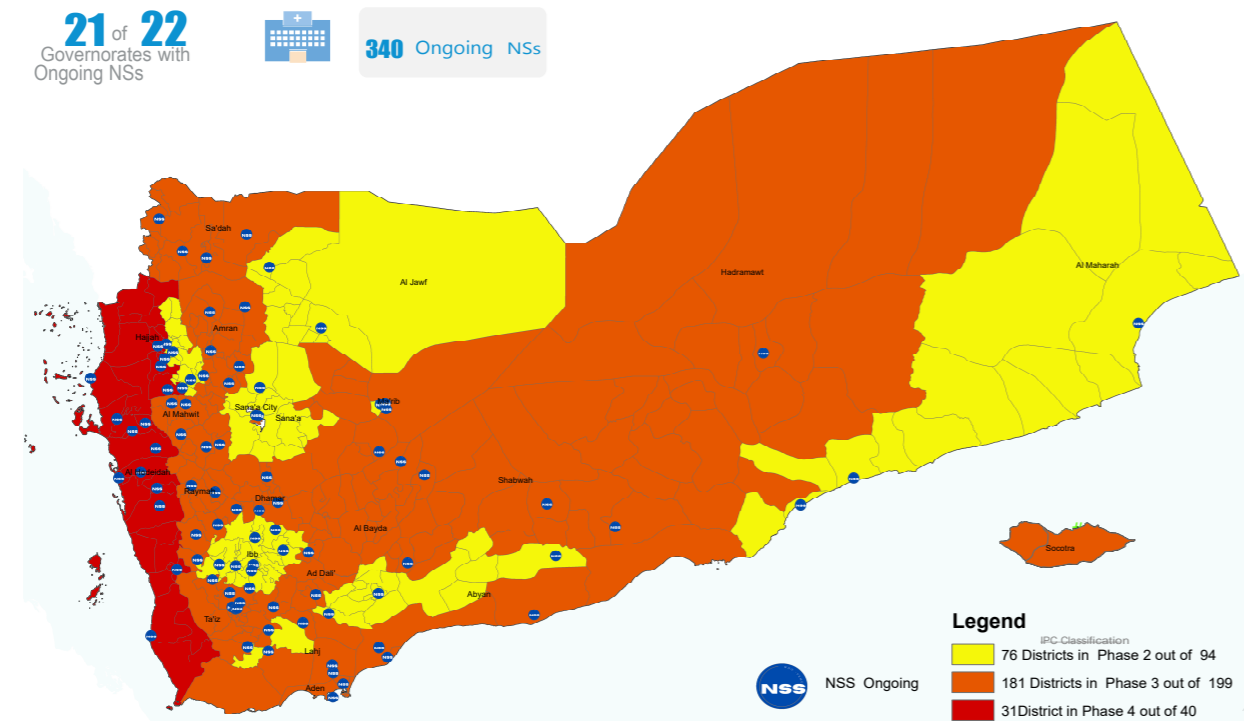 21 of 22
Governorates with
Ongoing NSs
340 Ongoing NSs
Sa'dah
Al Jawf
Hadramawt
Al Maharah
Amran
Hajjah
Ma'rib
Sana'a City
Sana'a
Al Mahwit
Shabwah
Raymah
Dhamar
Al Bayda
Ibb
Ad Dali'
Abyan
Ta'iz
Lahj
Aden
Socotra
NSS
NSS Ongoing
Legend
IPC Classification
76 Districts in Phase 2 out of 94
181 Districts in Phase 3 out of 199
31District in Phase 4 out of 40